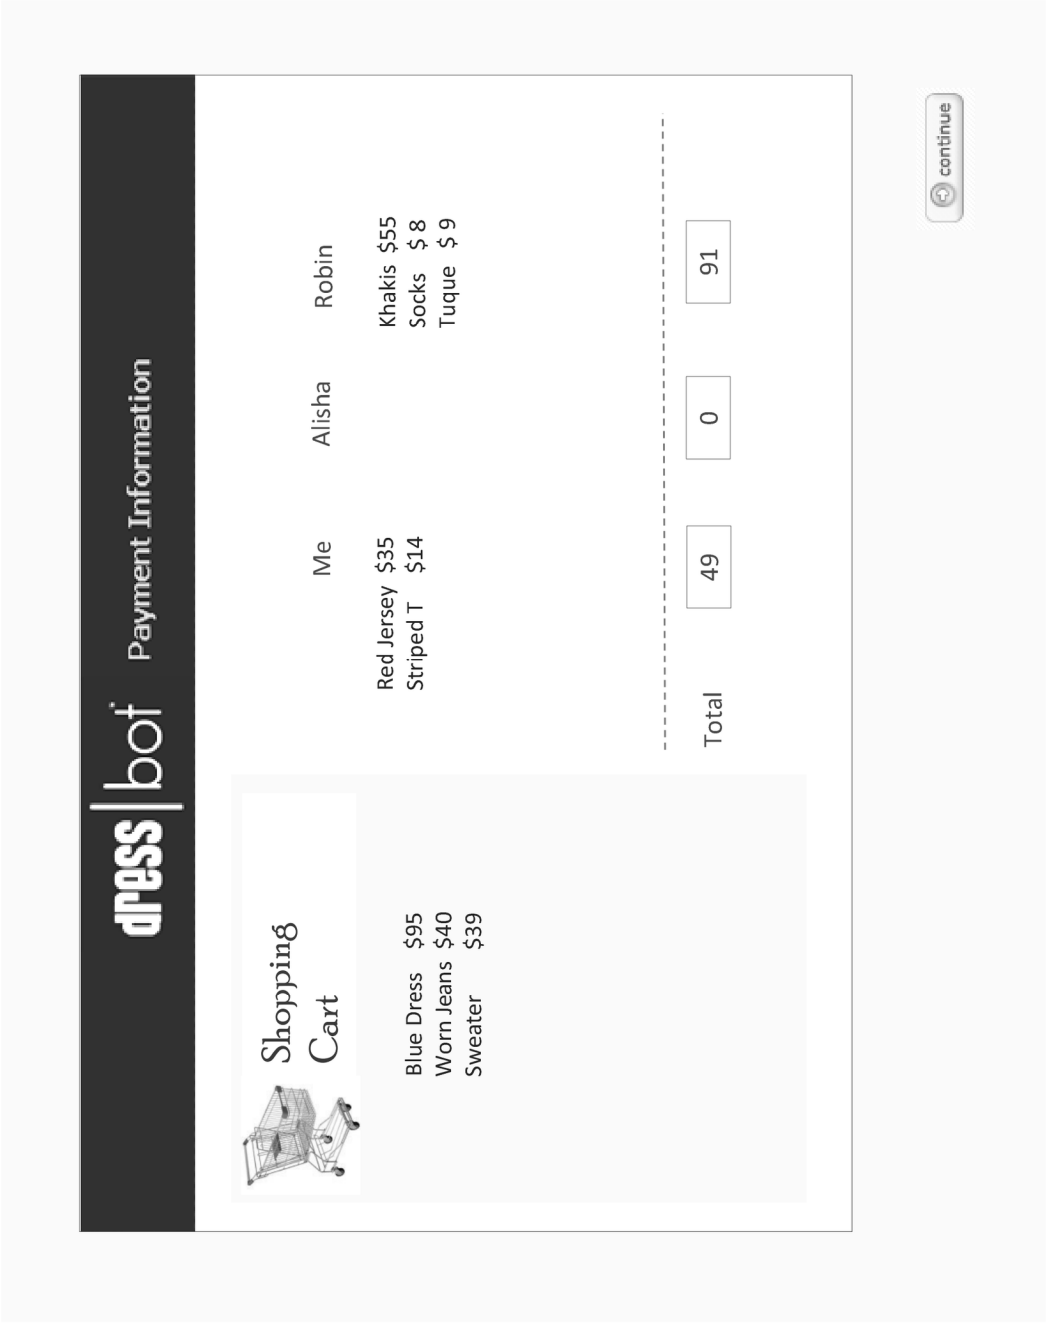 dress|bot Payment Information
Shopping
Cart
Blue Dress $95
Worn Jeans $40
Sweater $39
Me Alisha Robin
Red Jersey $35
Striped T $14
Khakis $55
Socks $ 8
Tuque $ 9
Total 49 0 91
continue